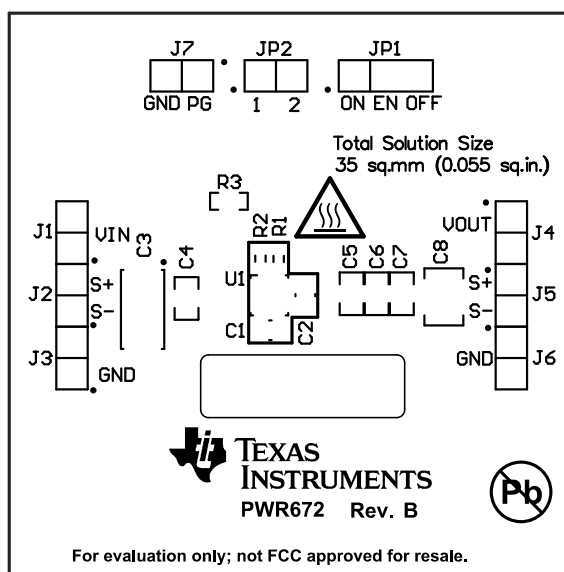 J7 JP2 JP1
GND PG 1 2 ON EN OFF
Total Solution Size
35 sq.mm (0.055 sq.in.)
R3
R2
R1
J1 VIN
C3
C4
U1
C5
C6
C7
C8
VOUT J4
S+
J2
S-
S+
J5
S-
C1
C2
J3
GND
GND J6
TEXAS
INSTRUMENTS
PWR672 Rev. B
Pb
For evaluation only; not FCC approved for resale.